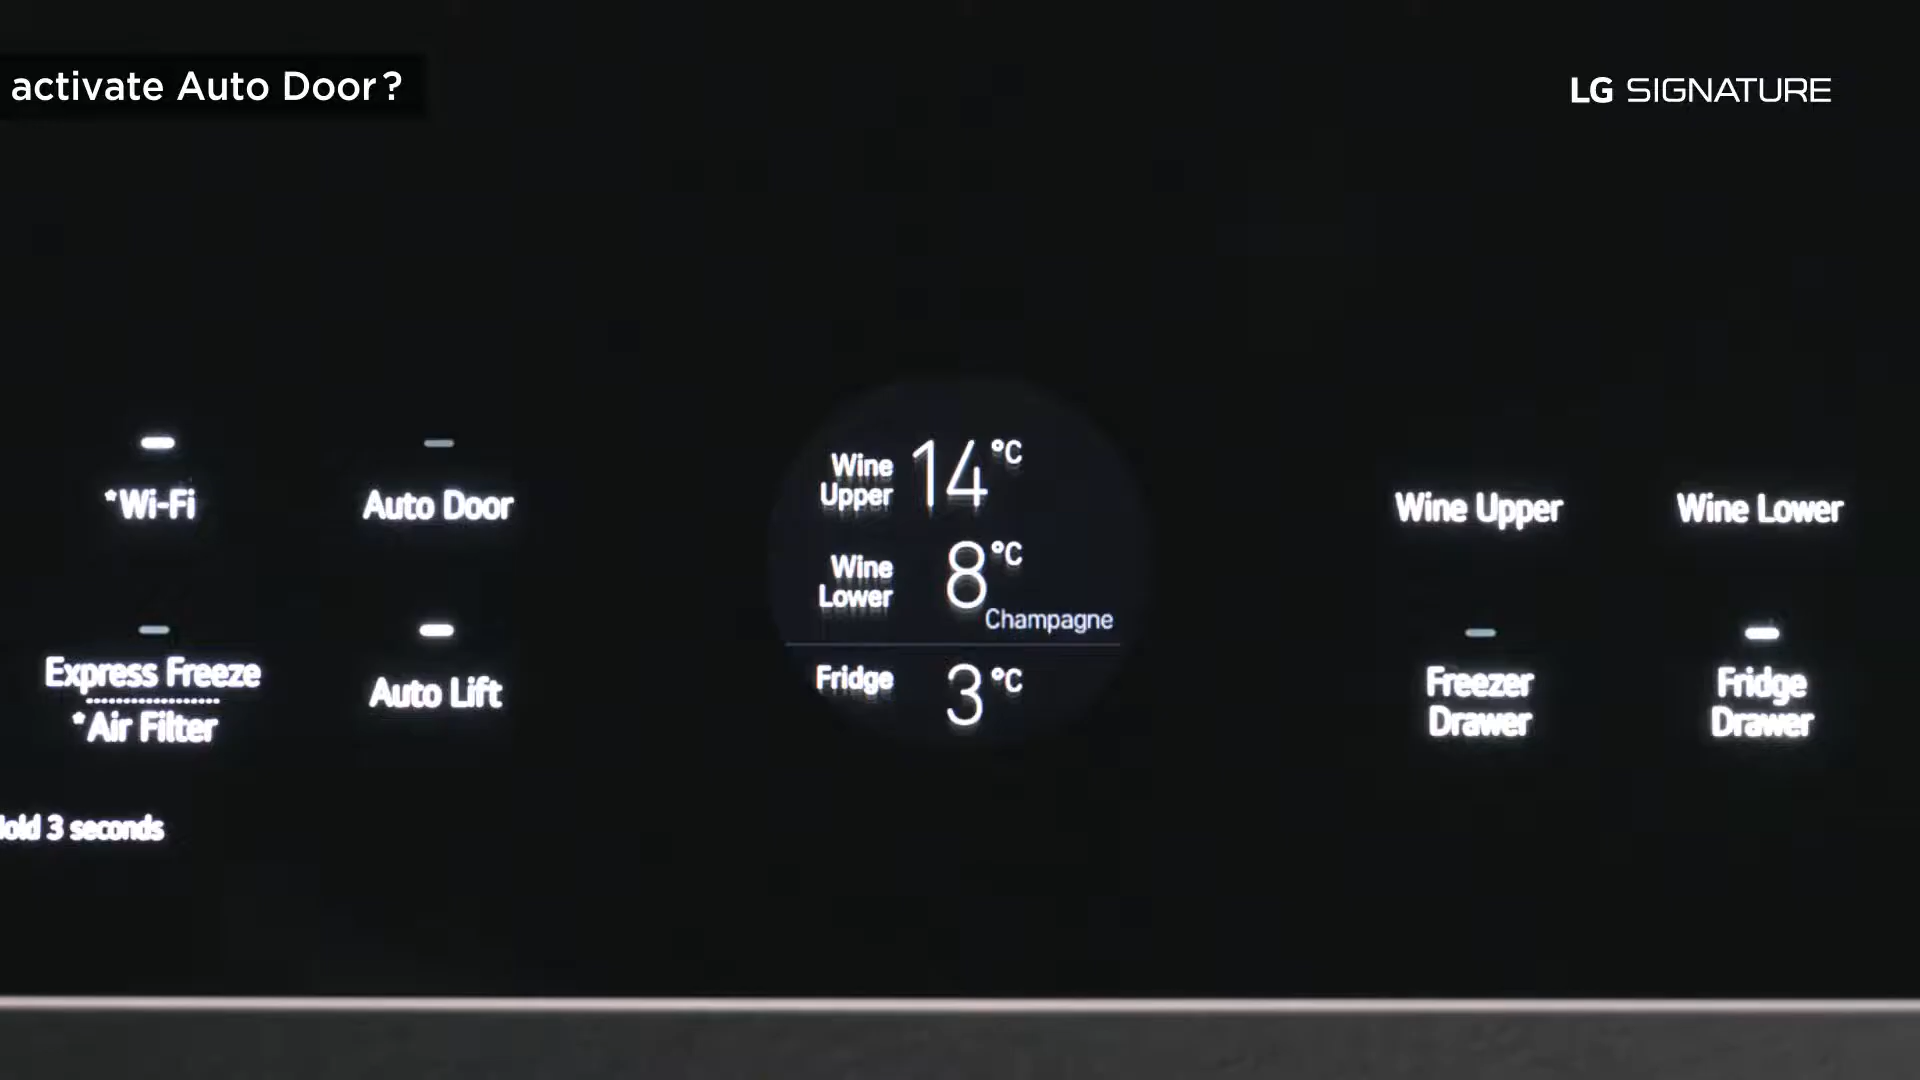 activate Auto Door?
LG SIGNATURE
*Wi-Fi
Auto Door
Wine Upper 14 °C
Wine Lower 8 °C
Champagne
Fridge 3 °C
Wine Upper
Wine Lower
Express Freeze
*Air Filter
Auto Lift
Freezer
Drawer
Fridge
Drawer
3 seconds